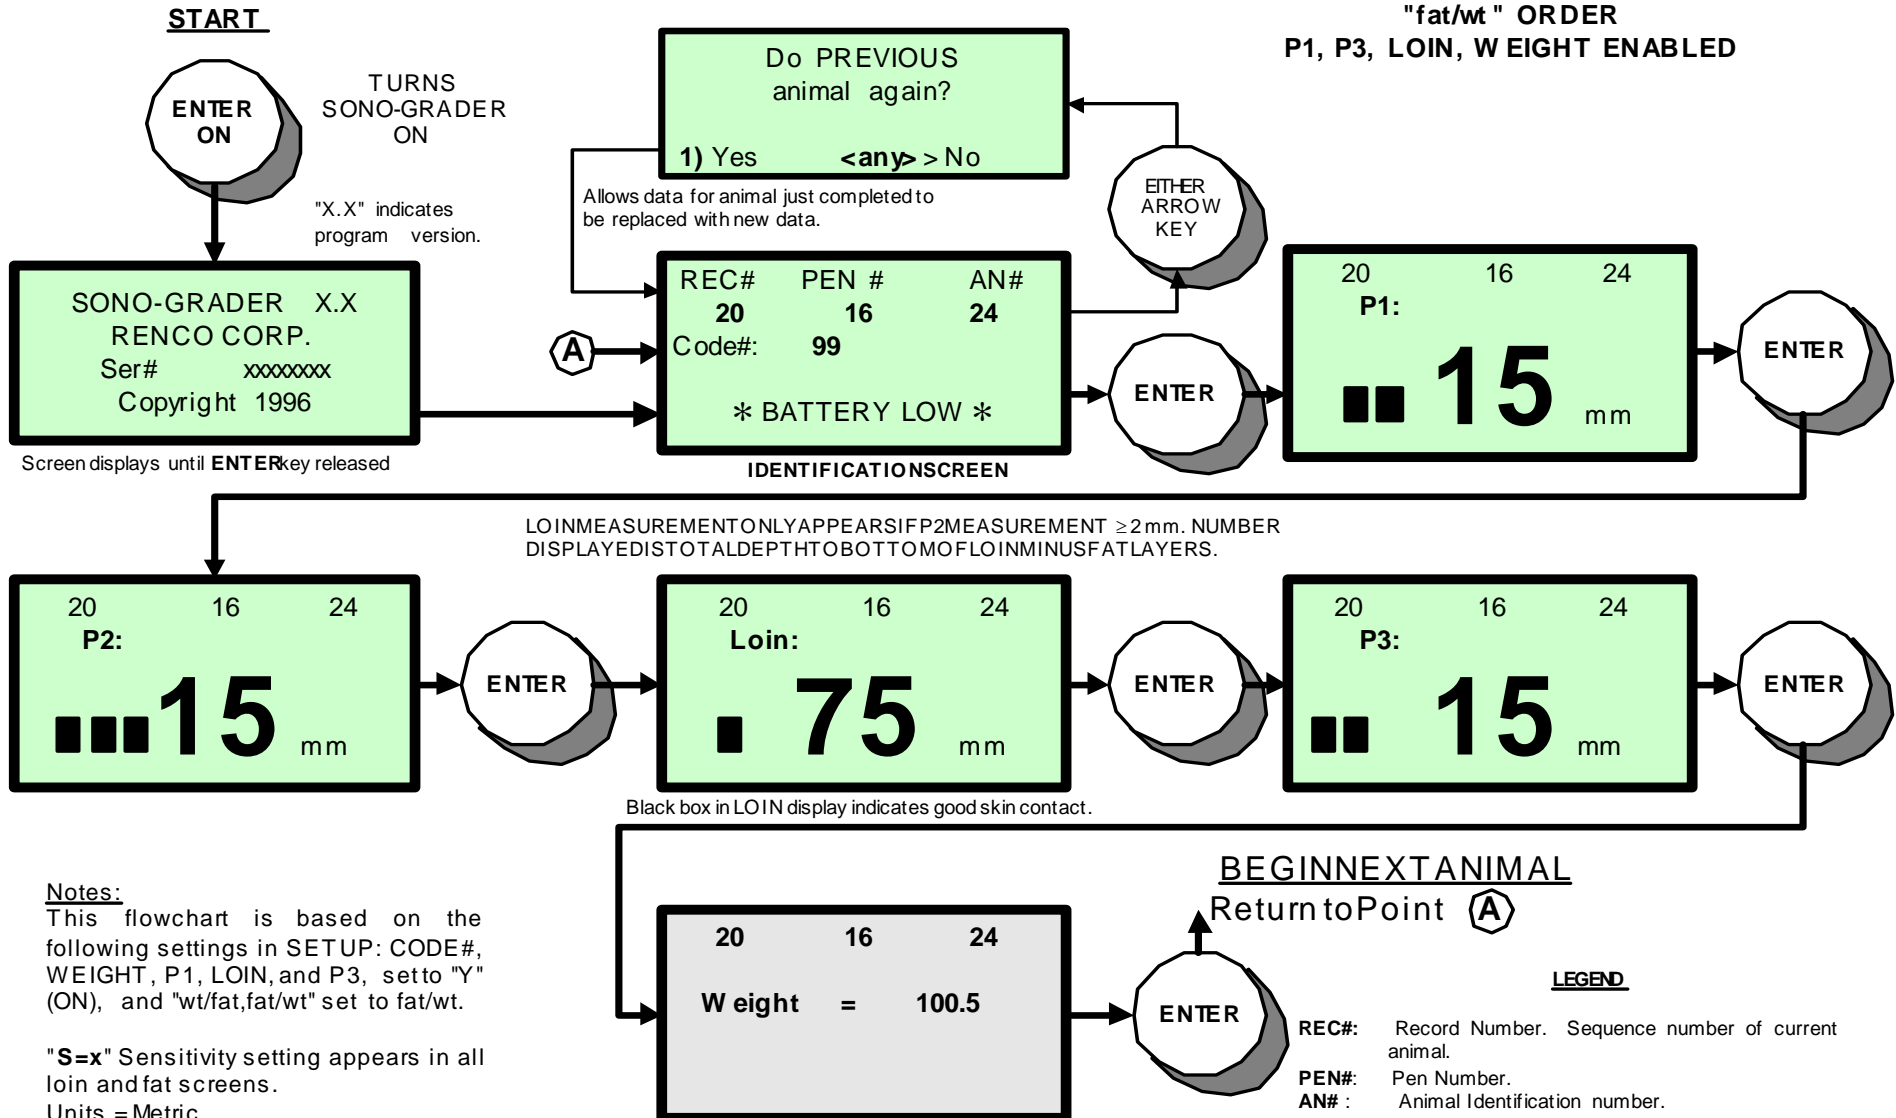 START
"fat/wt" ORDER
P1, P3, LOIN, WEIGHT ENABLED
ENTER
ON
TURNS
SONO-GRADER
ON
"X.X" indicates
program version.
Do PREVIOUS
animal again?
1) Yes <any> > No
Allows data for animal just completed to
be replaced with new data.
EITHER
ARROW
KEY
SONO-GRADER X.X
RENCO CORP.
Ser# xxxxxxxx
Copyright 1996
Screen displays until ENTER key released
A
REC# PEN # AN#
20 16 24
Code#: 99
* BATTERY LOW *
IDENTIFICATION SCREEN
ENTER
20 16 24
P1:
15 mm
ENTER
LOIN MEASUREMENT ONLY APPEARS IF P2 MEASUREMENT ≥ 2 mm. NUMBER
DISPLAYED IS TOTAL DEPTH TO BOTTOM OF LOIN MINUS FAT LAYERS.
20 16 24
P2:
15 mm
ENTER
20 16 24
Loin:
75 mm
Black box in LOIN display indicates good skin contact.
ENTER
20 16 24
P3:
15 mm
ENTER
Notes:
This flowchart is based on the
following settings in SETUP: CODE#,
WEIGHT, P1, LOIN, and P3, set to "Y"
(ON), and "wt/fat,fat/wt" set to fat/wt.
"S=x" Sensitivity setting appears in all
loin and fat screens.
Units = Metric
20 16 24
Weight = 100.5
ENTER
BEGIN NEXT ANIMAL
Return to Point A
LEGEND
REC#: Record Number. Sequence number of current
animal.
PEN#: Pen Number.
AN# : Animal Identification number.